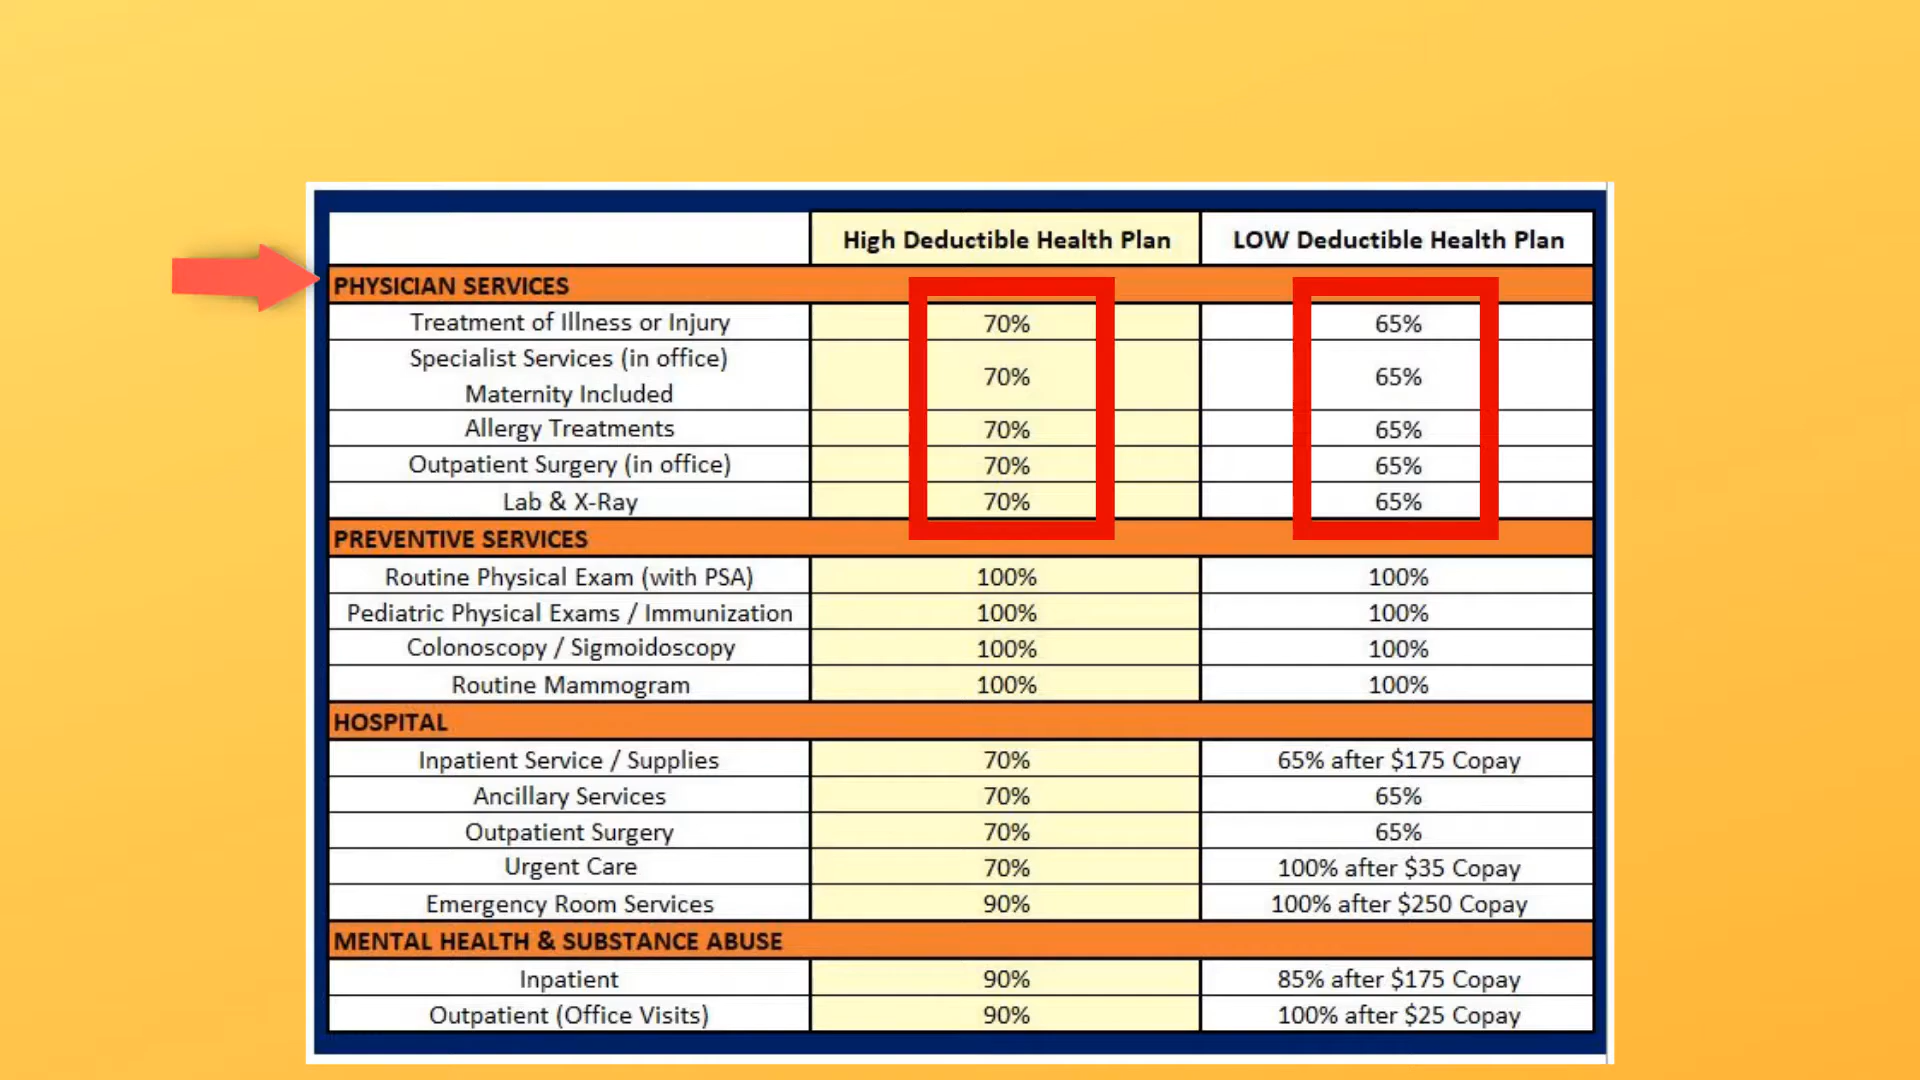 High Deductible Health Plan LOW Deductible Health Plan
PHYSICIAN SERVICES
Treatment of Illness or Injury 70% 65%
Specialist Services (in office)
Maternity Included 70% 65%
Allergy Treatments 70% 65%
Outpatient Surgery (in office) 70% 65%
Lab & X-Ray 70% 65%
PREVENTIVE SERVICES
Routine Physical Exam (with PSA) 100% 100%
Pediatric Physical Exams / Immunization 100% 100%
Colonoscopy / Sigmoidoscopy 100% 100%
Routine Mammogram 100% 100%
HOSPITAL
Inpatient Service / Supplies 70% 65% after $175 Copay
Ancillary Services 70% 65%
Outpatient Surgery 70% 65%
Urgent Care 70% 100% after $35 Copay
Emergency Room Services 90% 100% after $250 Copay
MENTAL HEALTH & SUBSTANCE ABUSE
Inpatient 90% 85% after $175 Copay
Outpatient (Office Visits) 90% 100% after $25 Copay